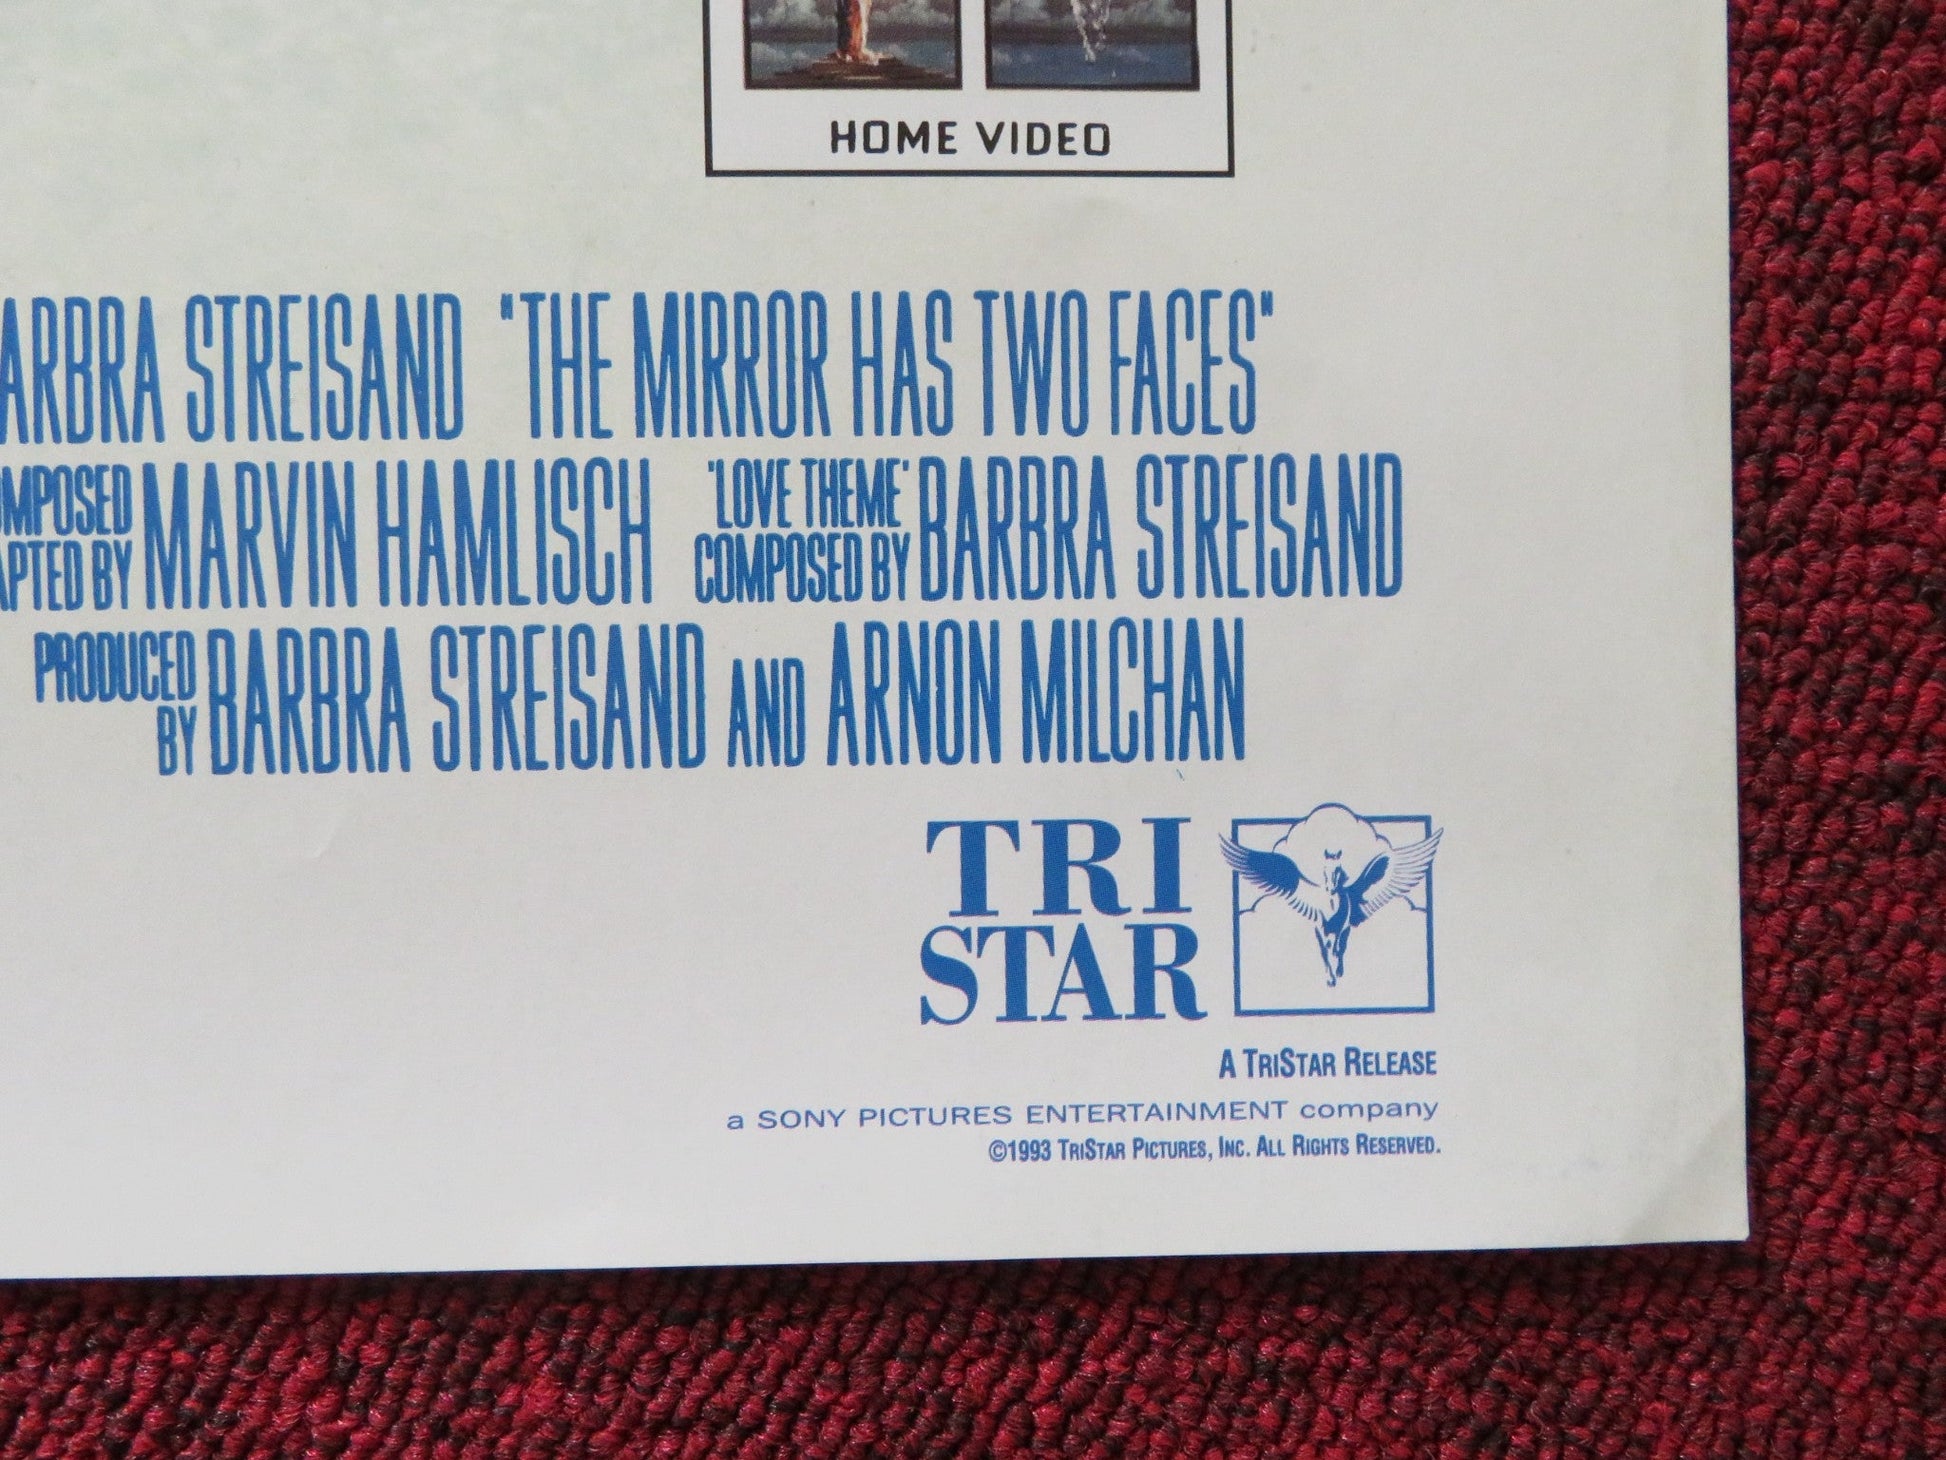 HOME VIDEO
ARBRA STREISAND "THE MIRROR HAS TWO FACES"
OMPOSED
APTED BY MARVIN HAMLISCH 'LOVE THEME' COMPOSED BY BARBRA STREISAND
PRODUCED BY BARBRA STREISAND AND ARNON MILCHAN
TRI
STAR
A TRISTAR RELEASE
a SONY PICTURES ENTERTAINMENT company
©1993 TRISTAR PICTURES, INC. ALL RIGHTS RESERVED.